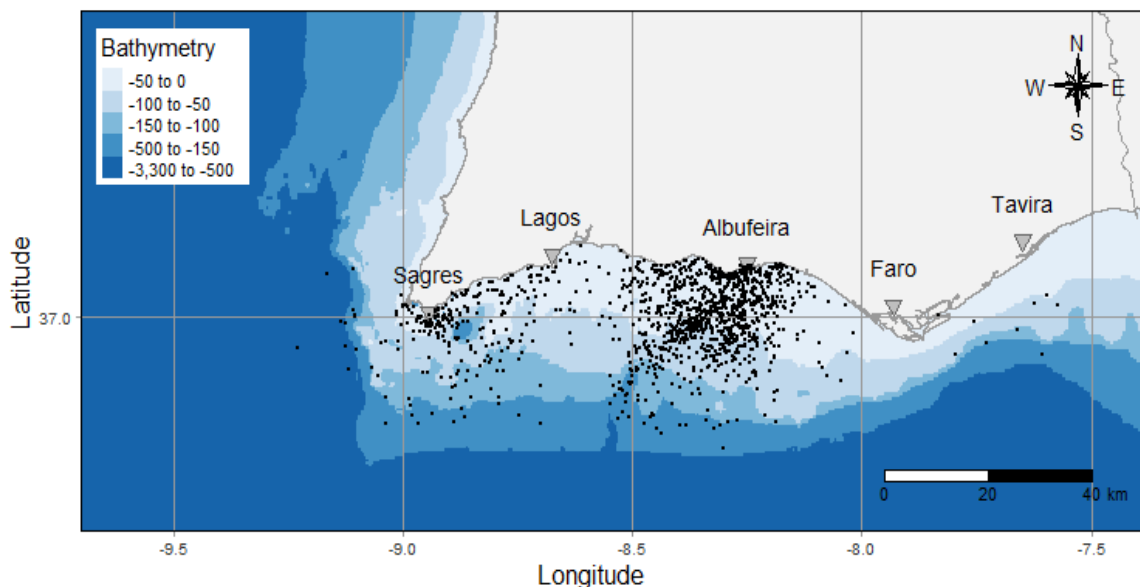 Bathymetry
-50 to 0
-100 to -50
-150 to -100
-500 to -150
-3,300 to -500
N
W E
S
Tavira
Lagos
Albufeira
Sagres
Faro
Latitude
37.0
0 20 40 km
-9.5 -9.0 -8.5 -8.0 -7.5
Longitude